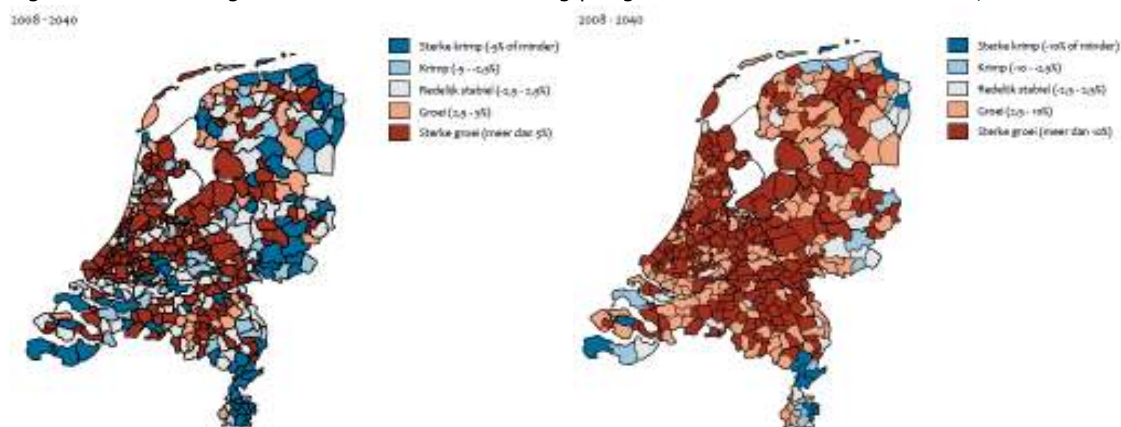 2008 - 2040
Sterke krimp (-5% of minder)
Krimp (-5 - -2,5%)
Redelijk stabiel (-2,5 - 2,5%)
Groei (2,5 - 5%)
Sterke groei (meer dan 5%)
2008 - 2040
Sterke krimp (-10% of minder)
Krimp (-10 - -2,5%)
Redelijk stabiel (-2,5 - 2,5%)
Groei (2,5 - 10%)
Sterke groei (meer dan 10%)